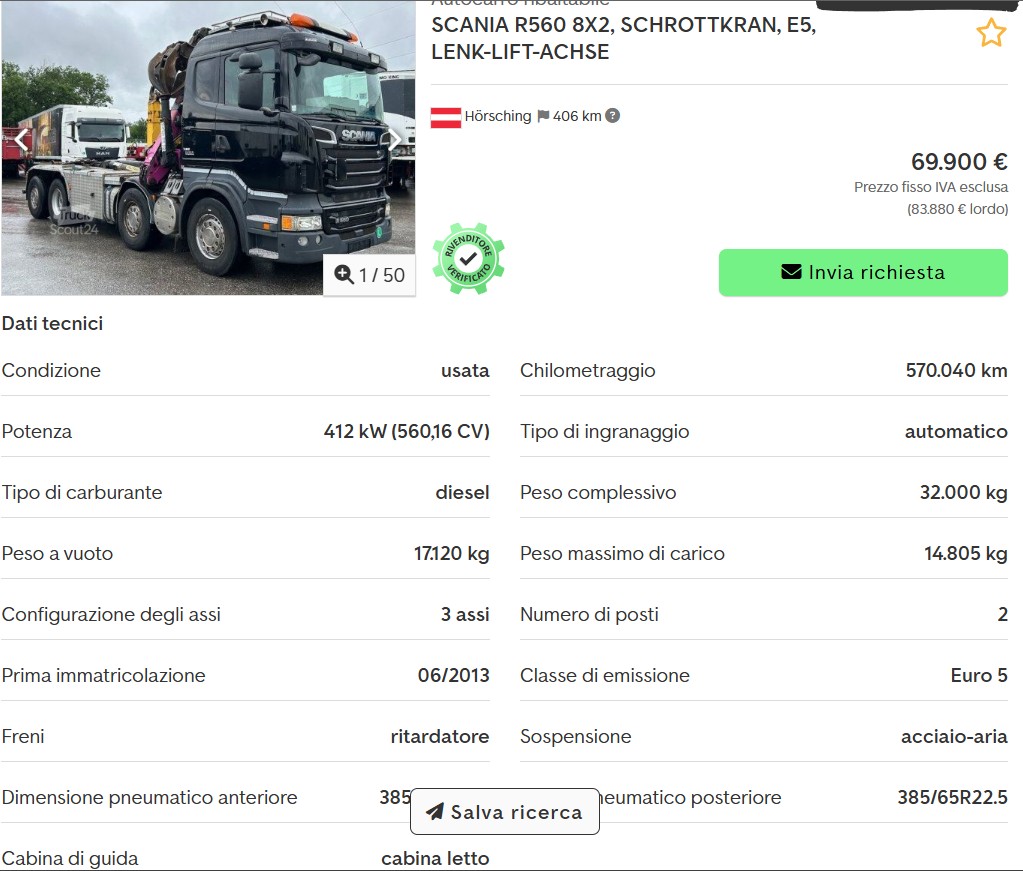 Autocarro ribaltabile
SCANIA R560 8X2, SCHROTTKRAN, E5,
LENK-LIFT-ACHSE
Hörsching 406 km ?
69.900 €
Prezzo fisso IVA esclusa
(83.880 € lordo)
RIVENDITORE
VERIFICATO
Invia richiesta
SCANIA
MAN
Truck
Scout24
1 / 50
Dati tecnici
Condizione usata
Chilometraggio 570.040 km
Potenza 412 kW (560,16 CV)
Tipo di ingranaggio automatico
Tipo di carburante diesel
Peso complessivo 32.000 kg
Peso a vuoto 17.120 kg
Peso massimo di carico 14.805 kg
Configurazione degli assi 3 assi
Numero di posti 2
Prima immatricolazione 06/2013
Classe di emissione Euro 5
Freni ritardatore
Sospensione acciaio-aria
Dimensione pneumatico anteriore 385
neumatico posteriore 385/65R22.5
Salva ricerca
Cabina di guida cabina letto